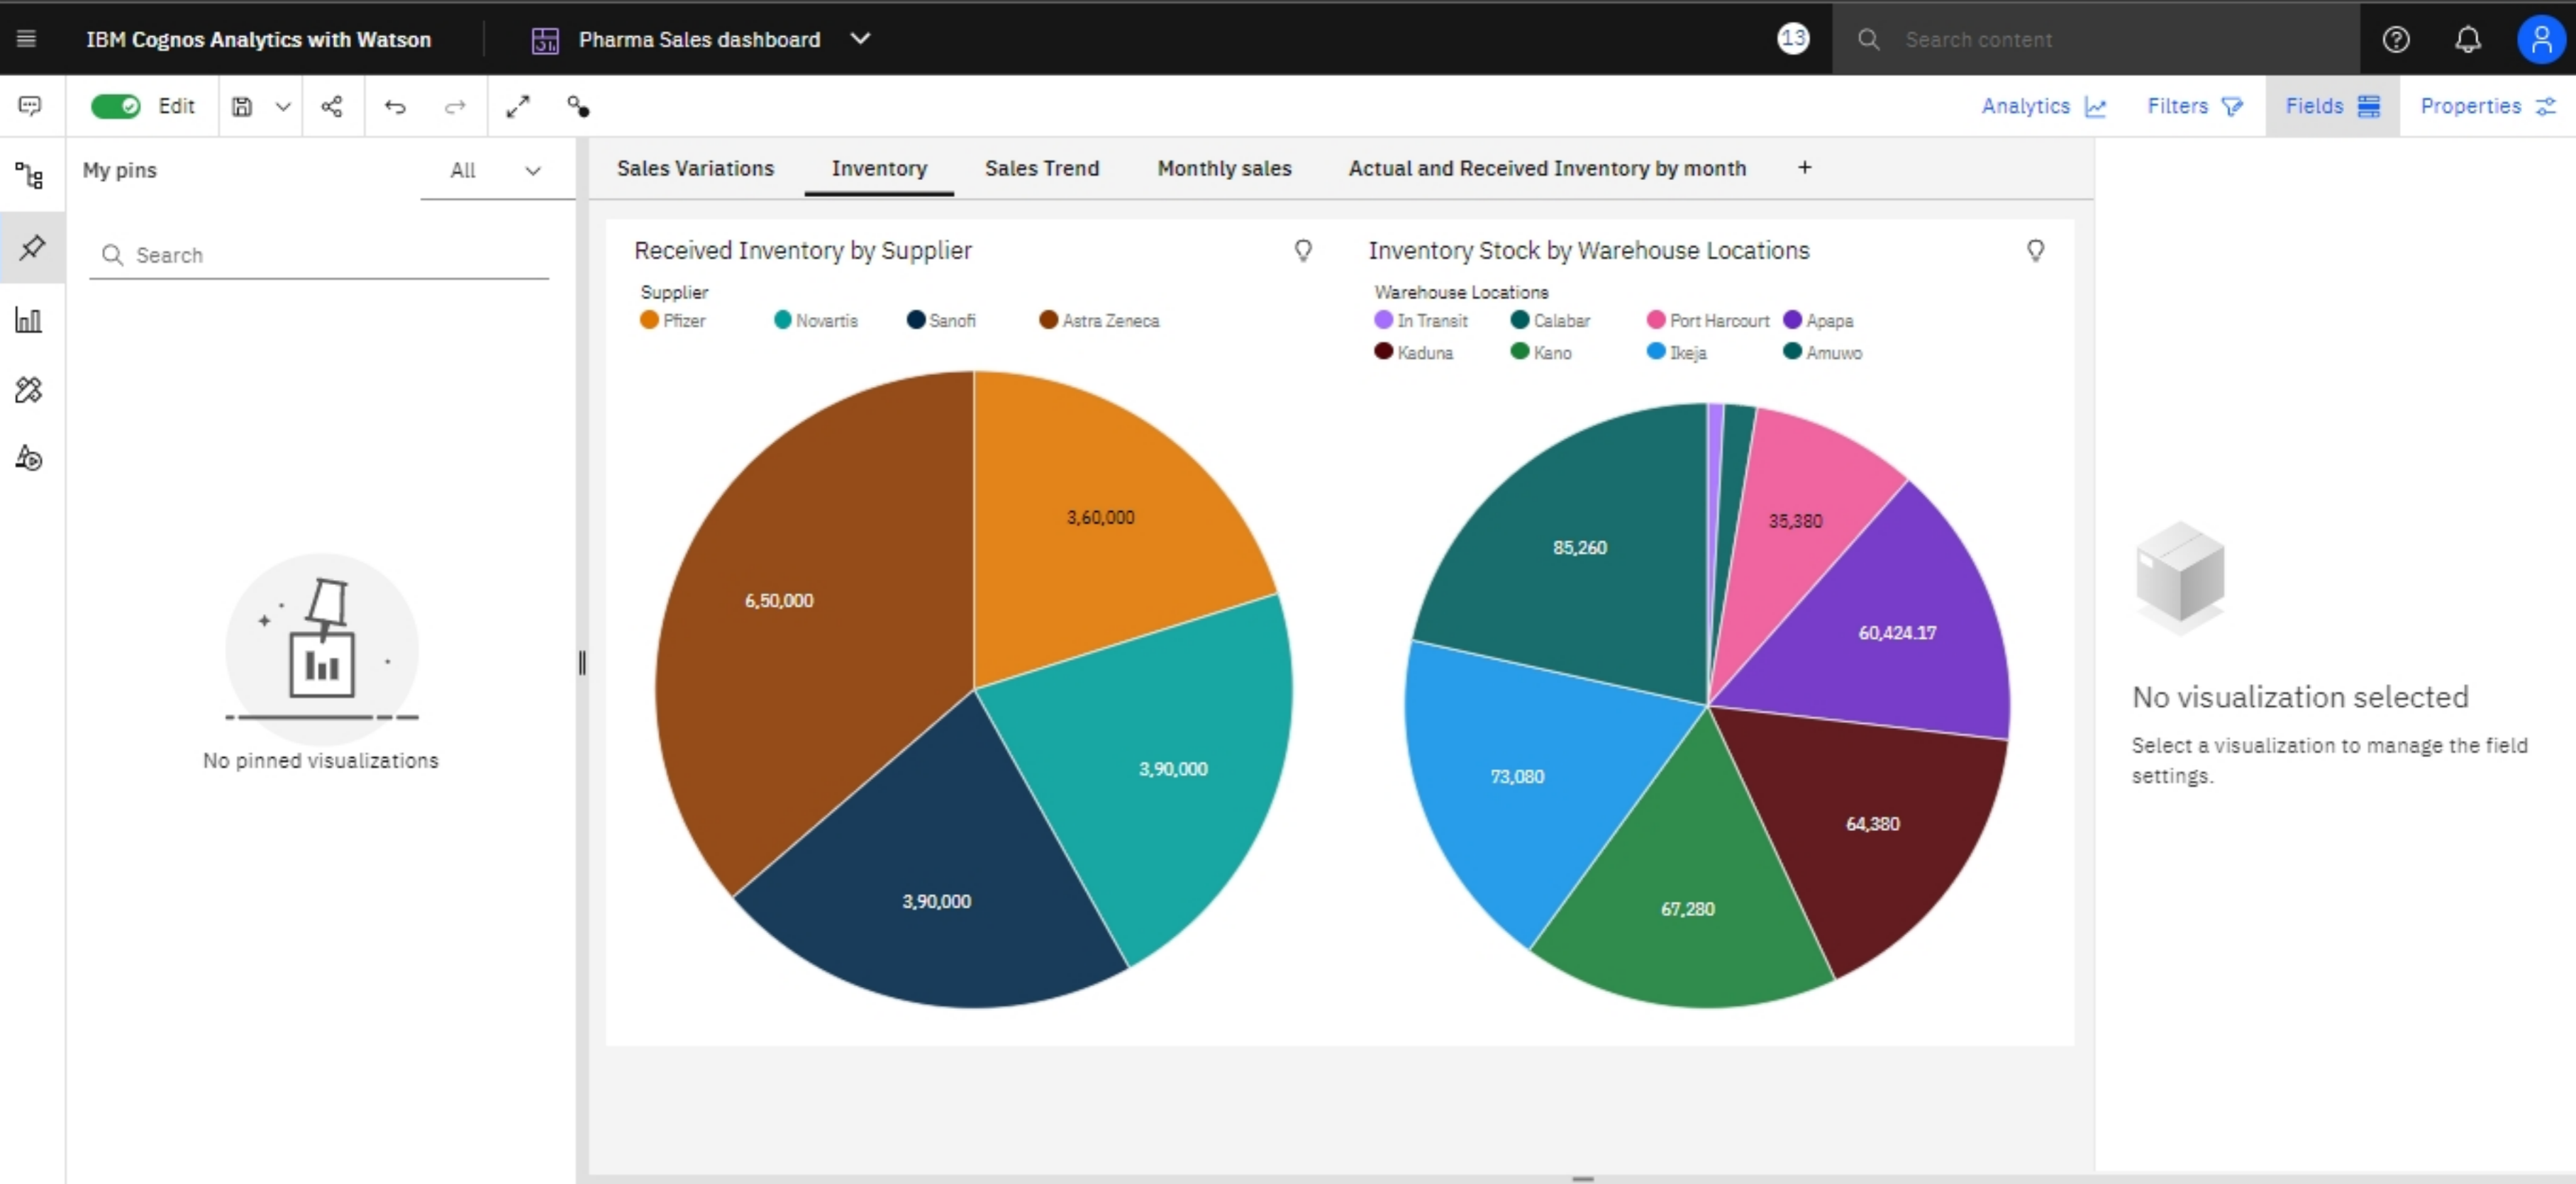 IBM Cognos Analytics with Watson
Pharma Sales dashboard
13
Search content
Edit
Analytics
Filters
Fields
Properties
My pins
All
Search
No pinned visualizations
Sales Variations
Inventory
Sales Trend
Monthly sales
Actual and Received Inventory by month
+
Received Inventory by Supplier
Supplier
Pfizer
Novartis
Sanofi
Astra Zeneca
3,60,000
6,50,000
3,90,000
3,90,000
Inventory Stock by Warehouse Locations
Warehouse Locations
In Transit
Calabar
Port Harcourt
Apapa
Kaduna
Kano
Ikeja
Amuwo
35,380
85,260
60,424.17
73,080
64,380
67,280
No visualization selected
Select a visualization to manage the field
settings.